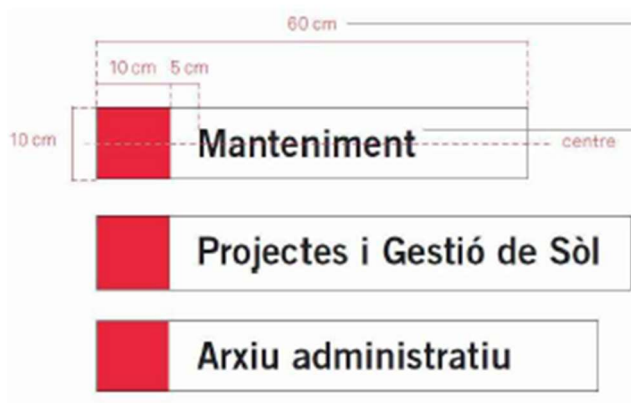 60 cm
10 cm 5 cm
10 cm
Manteniment
centre
Projectes i Gestió de Sòl
Arxiu administratiu